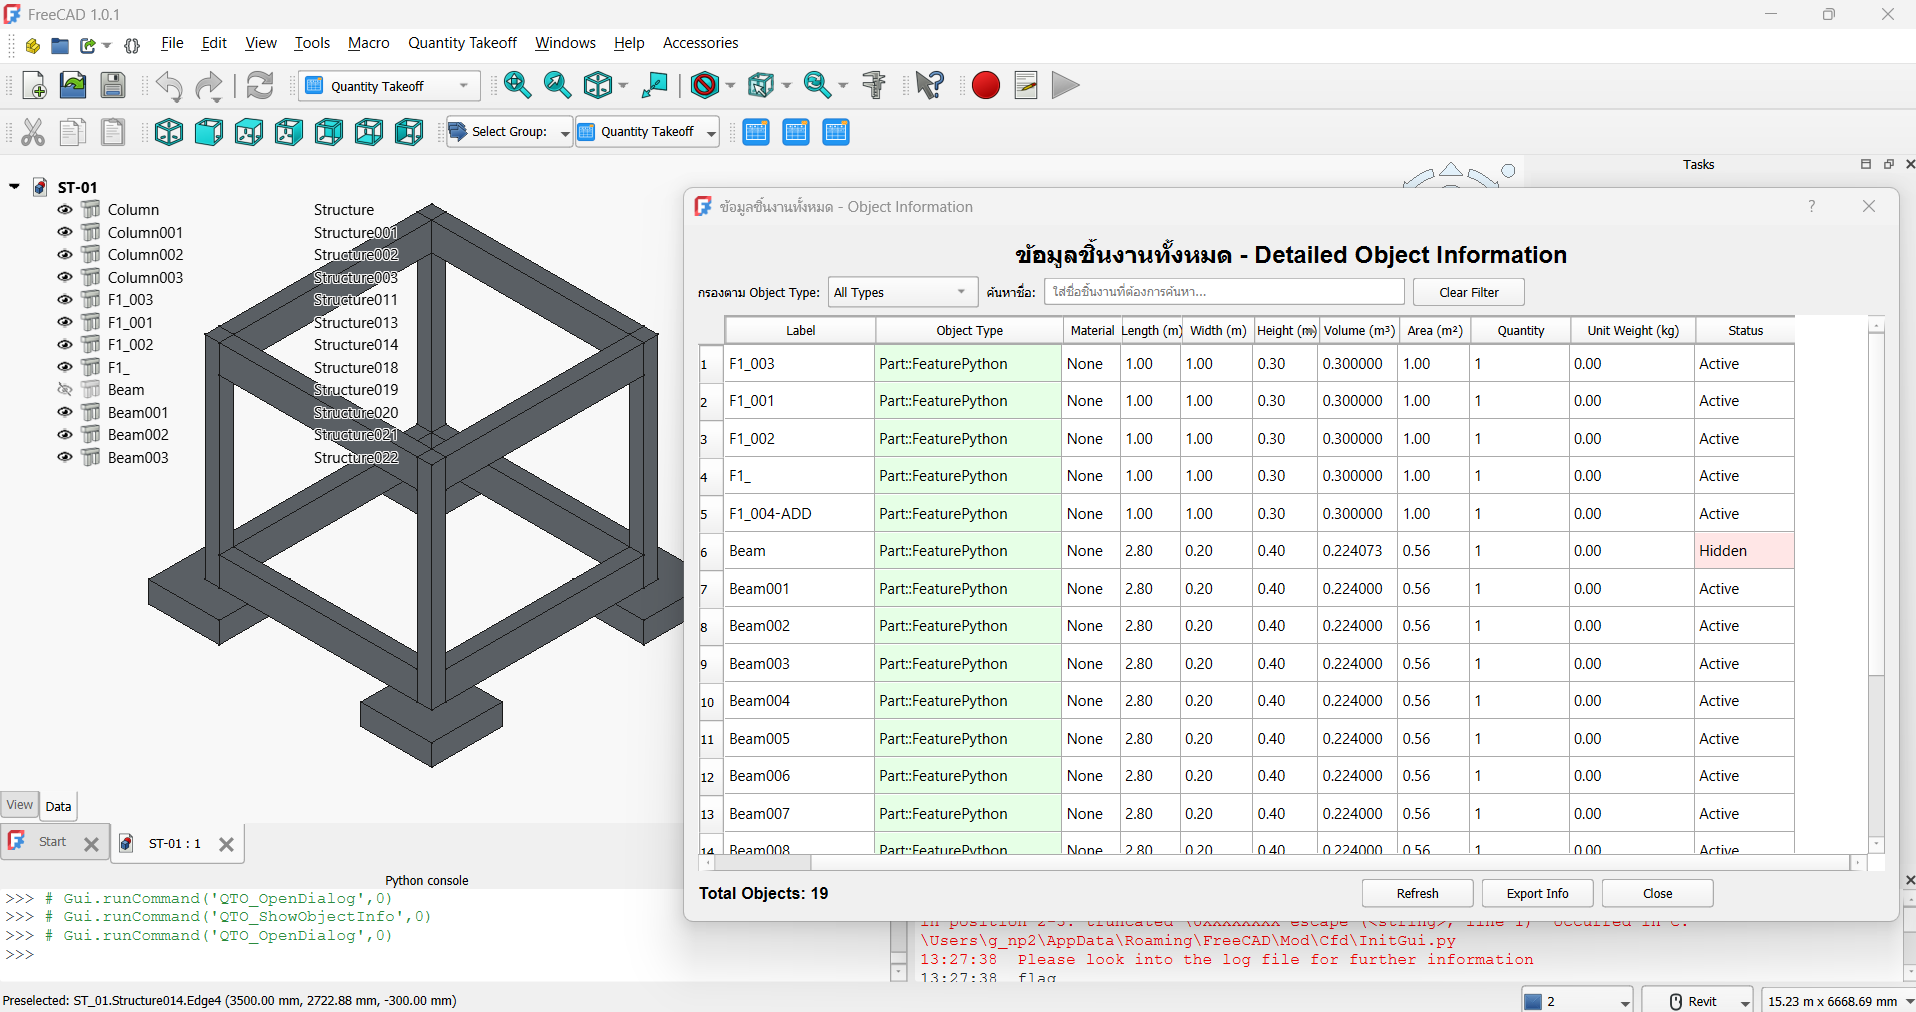 FreeCAD 1.0.1
File Edit View Tools Macro Quantity Takeoff Windows Help Accessories
Quantity Takeoff
Select Group: Quantity Takeoff
Tasks
ST-01
Column Structure
Column001 Structure001
Column002 Structure002
Column003 Structure003
F1_003 Structure011
F1_001 Structure013
F1_002 Structure014
F1_ Structure018
Beam Structure019
Beam001 Structure020
Beam002 Structure021
Beam003 Structure022
View Data
Start ST-01 : 1
ข้อมูลชิ้นงานทั้งหมด - Object Information
ข้อมูลชิ้นงานทั้งหมด - Detailed Object Information
กรองตาม Object Type: All Types ค้นหาชื่อ: ใส่ชื่อชิ้นงานที่ต้องการค้นหา... Clear Filter
Label Object Type Material Length (m) Width (m) Height (m) Volume (m³) Area (m²) Quantity Unit Weight (kg) Status
1 F1_003 Part::FeaturePython None 1.00 1.00 0.30 0.300000 1.00 1 0.00 Active
2 F1_001 Part::FeaturePython None 1.00 1.00 0.30 0.300000 1.00 1 0.00 Active
3 F1_002 Part::FeaturePython None 1.00 1.00 0.30 0.300000 1.00 1 0.00 Active
4 F1_ Part::FeaturePython None 1.00 1.00 0.30 0.300000 1.00 1 0.00 Active
5 F1_004-ADD Part::FeaturePython None 1.00 1.00 0.30 0.300000 1.00 1 0.00 Active
6 Beam Part::FeaturePython None 2.80 0.20 0.40 0.224073 0.56 1 0.00 Hidden
7 Beam001 Part::FeaturePython None 2.80 0.20 0.40 0.224000 0.56 1 0.00 Active
8 Beam002 Part::FeaturePython None 2.80 0.20 0.40 0.224000 0.56 1 0.00 Active
9 Beam003 Part::FeaturePython None 2.80 0.20 0.40 0.224000 0.56 1 0.00 Active
10 Beam004 Part::FeaturePython None 2.80 0.20 0.40 0.224000 0.56 1 0.00 Active
11 Beam005 Part::FeaturePython None 2.80 0.20 0.40 0.224000 0.56 1 0.00 Active
12 Beam006 Part::FeaturePython None 2.80 0.20 0.40 0.224000 0.56 1 0.00 Active
13 Beam007 Part::FeaturePython None 2.80 0.20 0.40 0.224000 0.56 1 0.00 Active
14 Beam008 Part::FeaturePython None 2.80 0.20 0.40 0.224000 0.56 1 0.00 Active
Total Objects: 19 Refresh Export Info Close
Python console
>>> # Gui.runCommand('QTO_OpenDialog',0)
>>> # Gui.runCommand('QTO_ShowObjectInfo',0)
>>> # Gui.runCommand('QTO_OpenDialog',0)
>>>
in position 2-3: truncated \UXXXXXXXX escape (<string>, line 1)' occurred in C:
\Users\g_np2\AppData\Roaming\FreeCAD\Mod\Cfd\InitGui.py
13:27:38 Please look into the log file for further information
13:27:38 flag
Preselected: ST_01.Structure014.Edge4 (3500.00 mm, 2722.88 mm, -300.00 mm)
2 Revit 15.23 m x 6668.69 mm